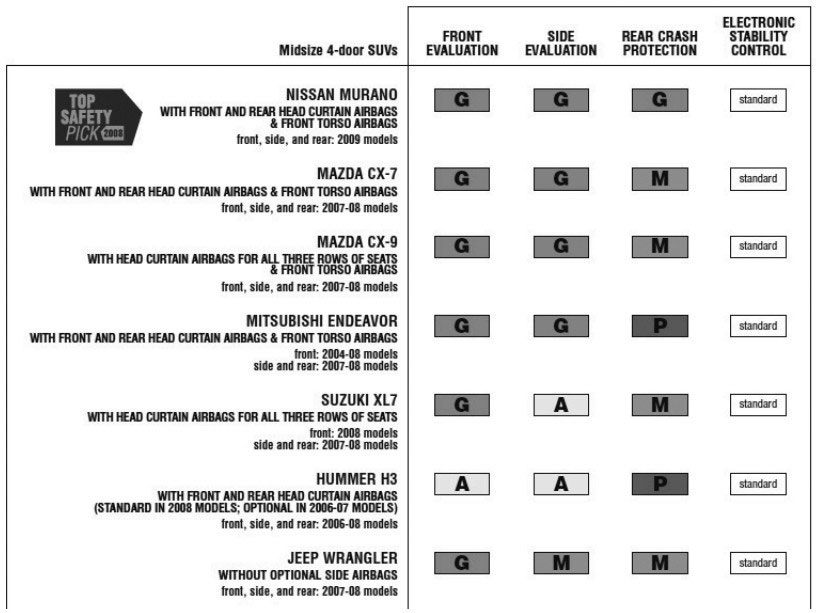 Midsize 4-door SUVs
FRONT EVALUATION
SIDE EVALUATION
REAR CRASH PROTECTION
ELECTRONIC STABILITY CONTROL
TOP
SAFETY
PICK 2008
NISSAN MURANO
WITH FRONT AND REAR HEAD CURTAIN AIRBAGS
& FRONT TORSO AIRBAGS
front, side, and rear: 2009 models
G G G standard
MAZDA CX-7
WITH FRONT AND REAR HEAD CURTAIN AIRBAGS & FRONT TORSO AIRBAGS
front, side, and rear: 2007-08 models
G G M standard
MAZDA CX-9
WITH HEAD CURTAIN AIRBAGS FOR ALL THREE ROWS OF SEATS
& FRONT TORSO AIRBAGS
front, side, and rear: 2007-08 models
G G M standard
MITSUBISHI ENDEAVOR
WITH FRONT AND REAR HEAD CURTAIN AIRBAGS & FRONT TORSO AIRBAGS
front: 2004-08 models
side and rear: 2007-08 models
G G P standard
SUZUKI XL7
WITH HEAD CURTAIN AIRBAGS FOR ALL THREE ROWS OF SEATS
front: 2008 models
side and rear: 2007-08 models
G A M standard
HUMMER H3
WITH FRONT AND REAR HEAD CURTAIN AIRBAGS
(STANDARD IN 2008 MODELS; OPTIONAL IN 2006-07 MODELS)
front, side, and rear: 2006-08 models
A A P standard
JEEP WRANGLER
WITHOUT OPTIONAL SIDE AIRBAGS
front, side, and rear: 2007-08 models
G M M standard